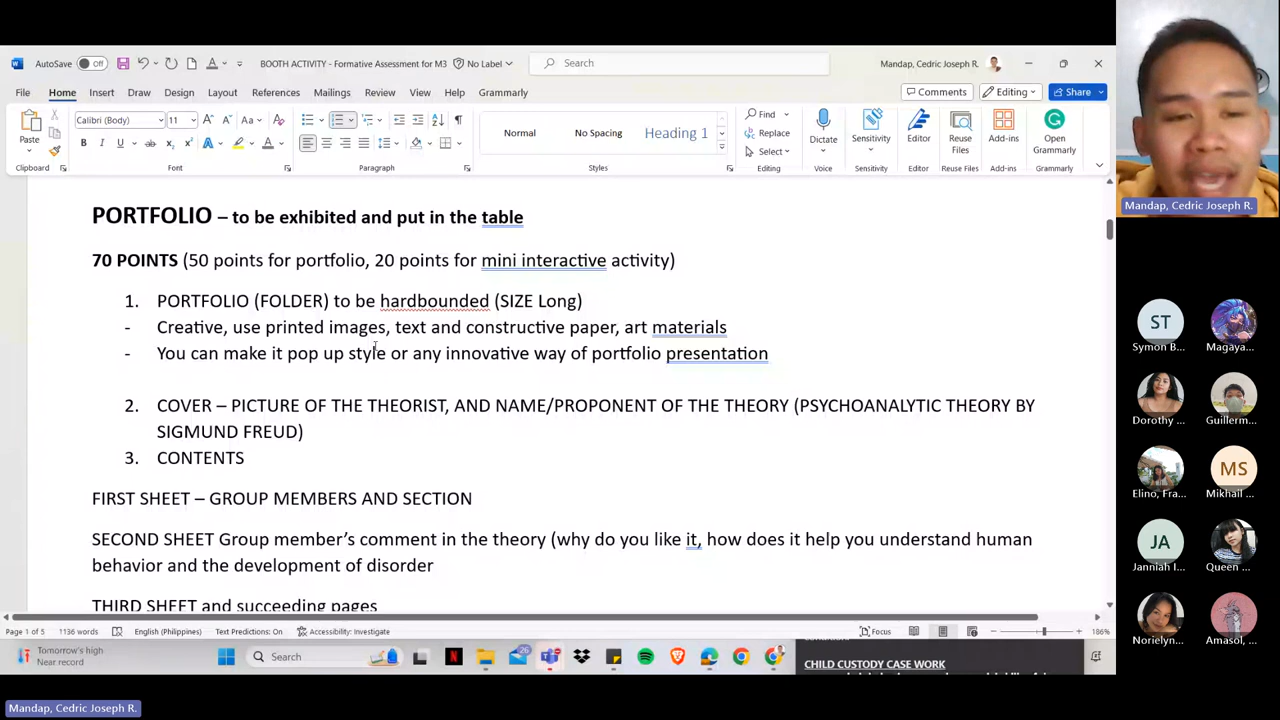 AutoSave Off
BOOTH ACTIVITY - Formative Assessment for M3
No Label
Search
Mandap, Cedric Joseph R.
File Home Insert Draw Design Layout References Mailings Review View Help Grammarly
Comments Editing Share
Paste
Calibri (Body) 11
Normal No Spacing Heading 1
Find
Replace
Select
Dictate Sensitivity Editor Reuse Files Add-ins Open Grammarly
Clipboard Font Paragraph Styles Editing Voice Sensitivity Editor Reuse Files Add-ins Grammarly
PORTFOLIO – to be exhibited and put in the table
70 POINTS (50 points for portfolio, 20 points for mini interactive activity)
1. PORTFOLIO (FOLDER) to be hardbounded (SIZE Long)
- Creative, use printed images, text and constructive paper, art materials
- You can make it pop up style or any innovative way of portfolio presentation
2. COVER – PICTURE OF THE THEORIST, AND NAME/PROPONENT OF THE THEORY (PSYCHOANALYTIC THEORY BY
SIGMUND FREUD)
3. CONTENTS
FIRST SHEET – GROUP MEMBERS AND SECTION
SECOND SHEET Group member’s comment in the theory (why do you like it, how does it help you understand human
behavior and the development of disorder
THIRD SHEET and succeeding pages
Page 1 of 5 1136 words English (Philippines) Text Predictions: On Accessibility: Investigate Focus 186%
Tomorrow's high
Near record
Search
26
CHILD CUSTODY CASE WORK
Mandap, Cedric Joseph R.
ST
Symon B... Magaya...
Dorothy ... Guillerm...
MS
Elino, Fra... Mikhail ...
JA
Janniah I... Queen ...
Norielyn... Amasol, ...
Mandap, Cedric Joseph R.